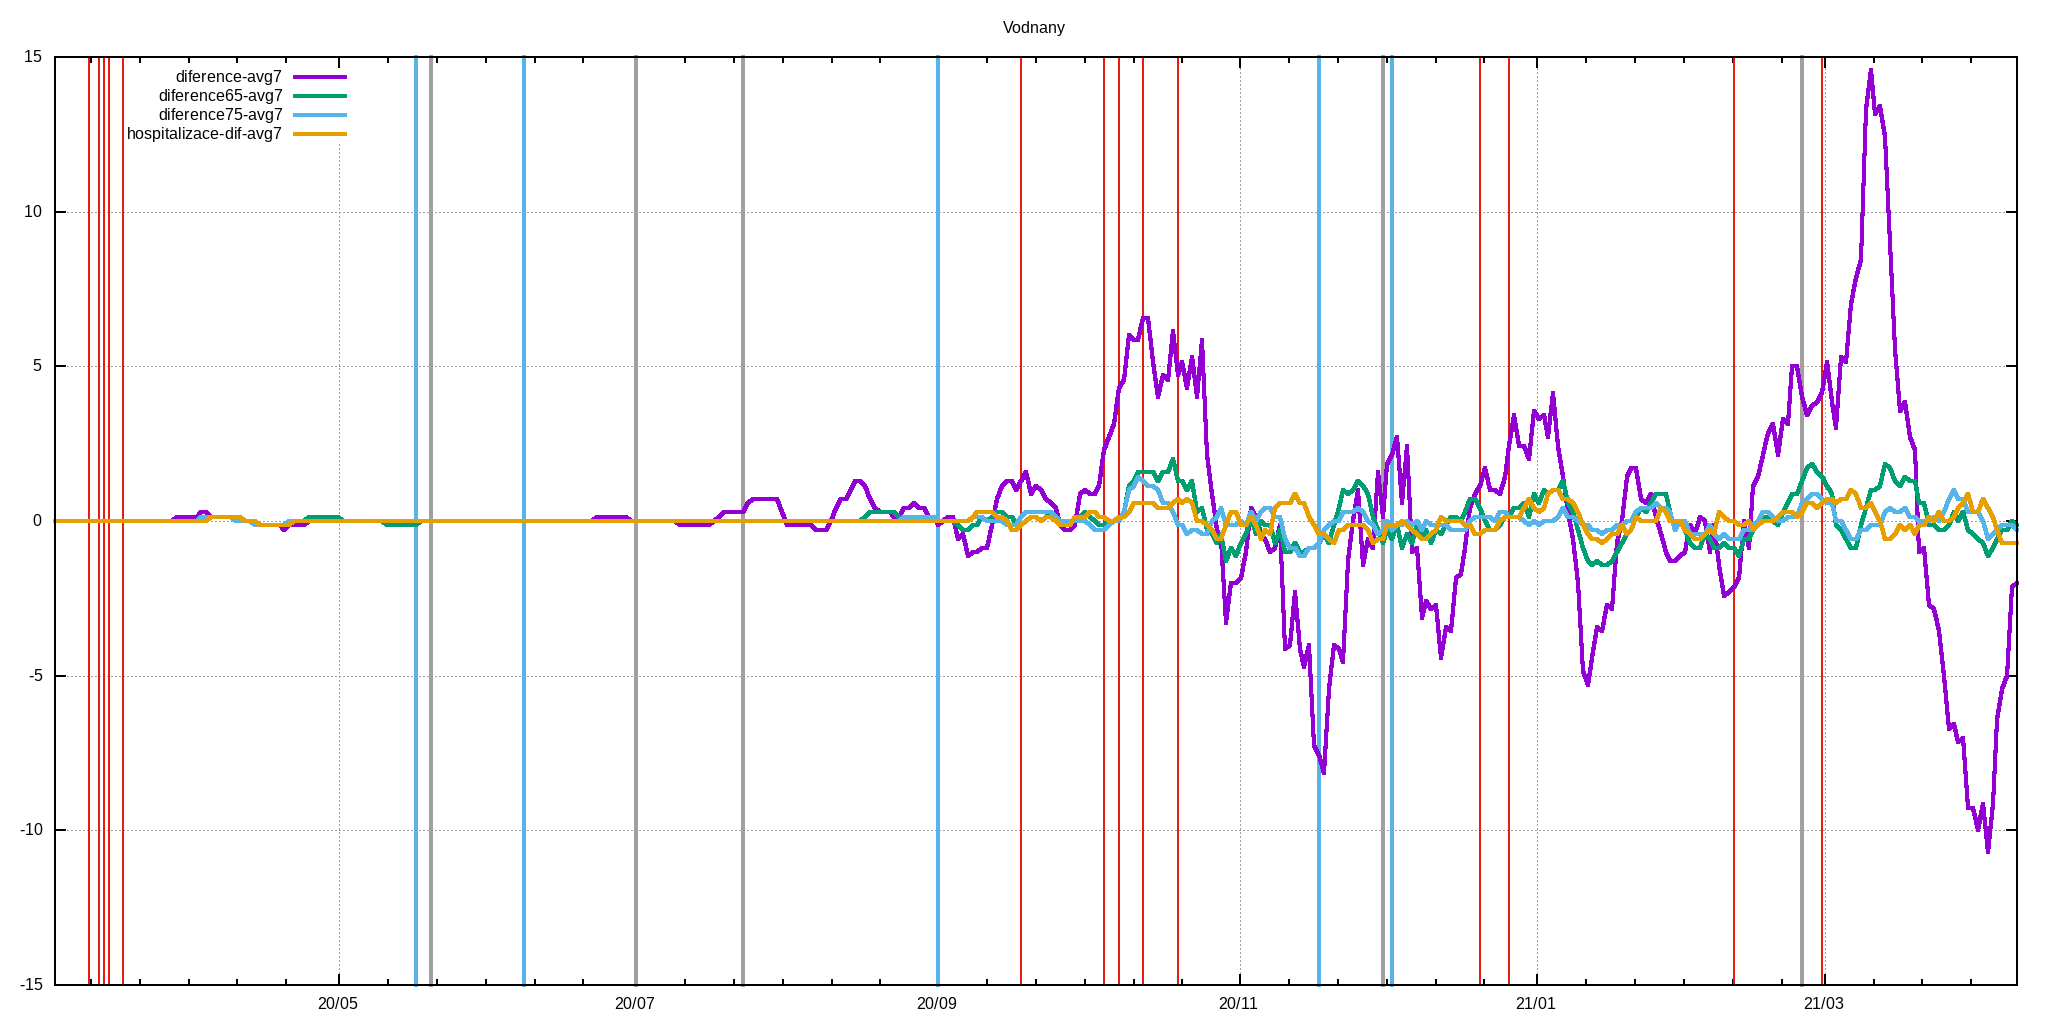 Vodnany
diference-avg7
diference65-avg7
diference75-avg7
hospitalizace-dif-avg7
15
10
5
0
-5
-10
-15
20/05 20/07 20/09 20/11 21/01 21/03